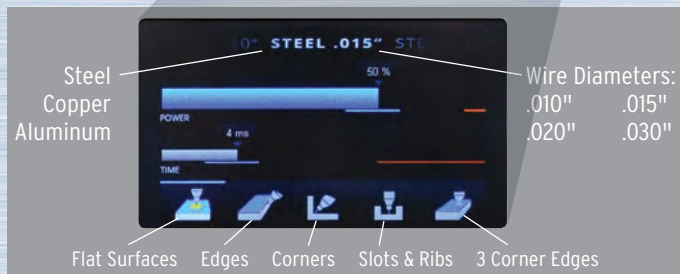 0" STEEL .015" STE
50 %
POWER
4 ms
TIME
Steel
Copper
Aluminum
Wire Diameters:
.010" .015"
.020" .030"
Flat Surfaces Edges Corners Slots & Ribs 3 Corner Edges